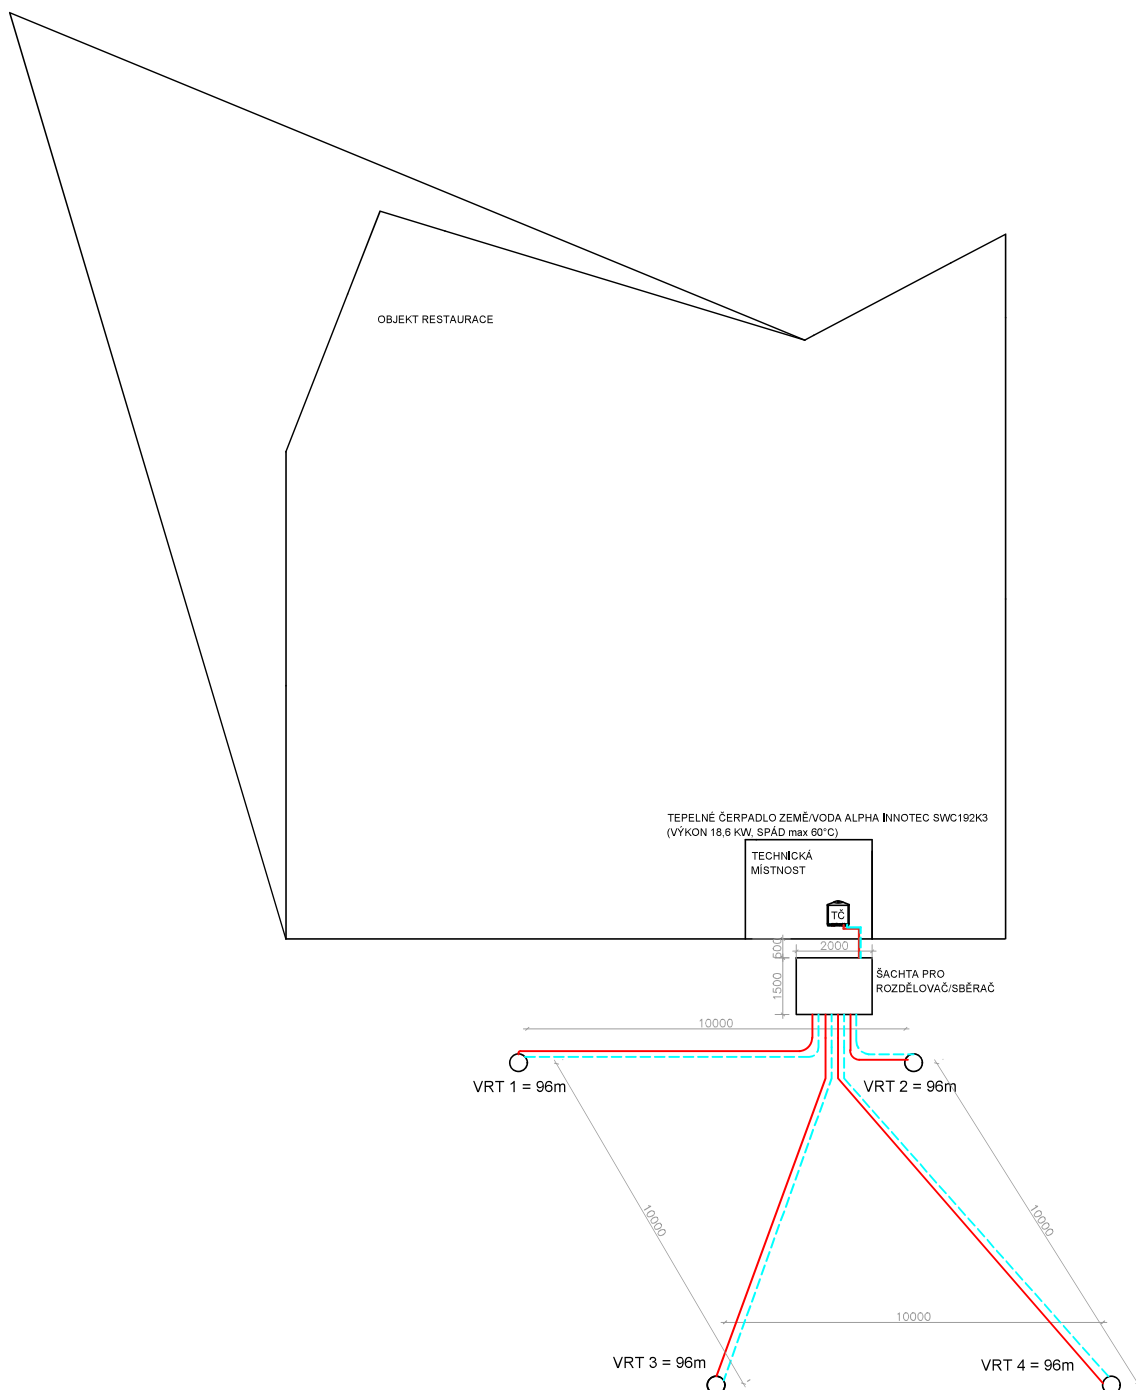 OBJEKT RESTAURACE
TEPELNÉ ČERPADLO ZEMĚ/VODA ALPHA INNOTEC SWC192K3
(VÝKON 18,6 KW, SPÁD max 60°C)
TECHNICKÁ
MÍSTNOST
TČ
500
2000
1500
ŠACHTA PRO
ROZDĚLOVAČ/SBĚRAČ
10000
VRT 1 = 96m
VRT 2 = 96m
10000
10000
10000
VRT 3 = 96m
VRT 4 = 96m